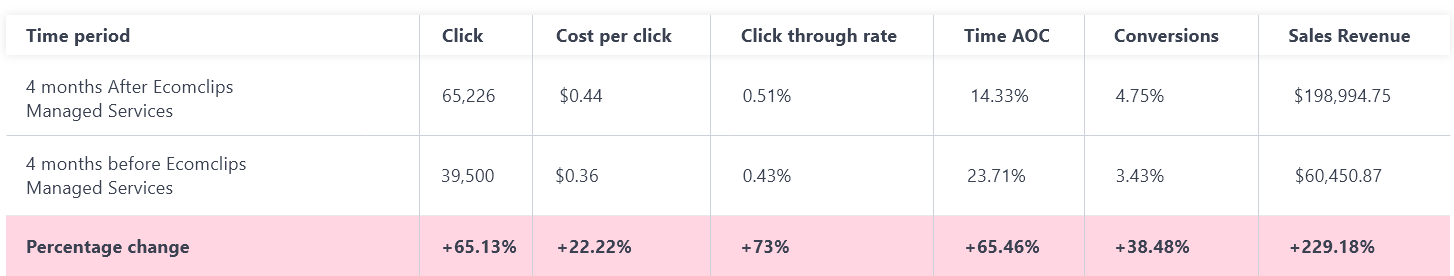 Time period Click Cost per click Click through rate Time AOC Conversions Sales Revenue
4 months After Ecomclips
Managed Services
65,226 $0.44 0.51% 14.33% 4.75% $198,994.75
4 months before Ecomclips
Managed Services
39,500 $0.36 0.43% 23.71% 3.43% $60,450.87
Percentage change +65.13% +22.22% +73% +65.46% +38.48% +229.18%